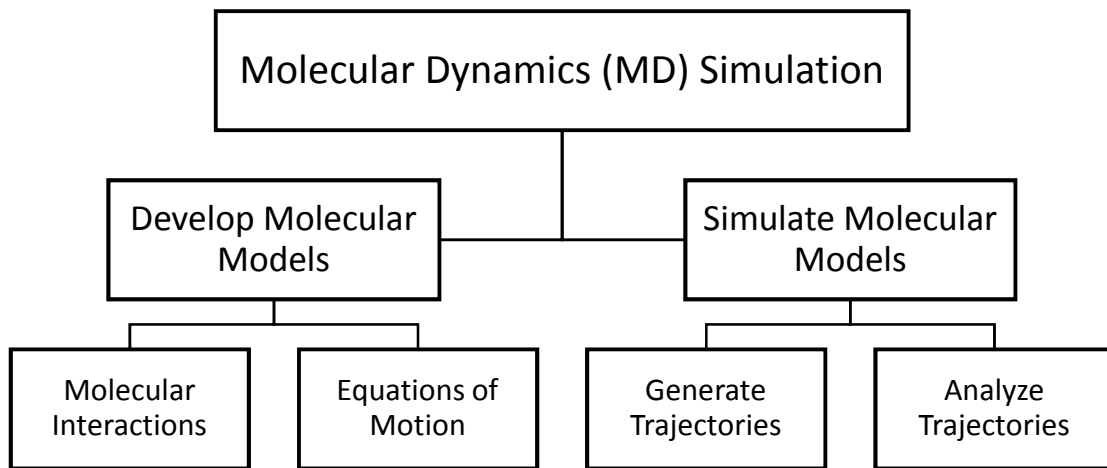 Molecular Dynamics (MD) Simulation
Develop Molecular
Models
Simulate Molecular
Models
Molecular
Interactions
Equations of
Motion
Generate
Trajectories
Analyze
Trajectories